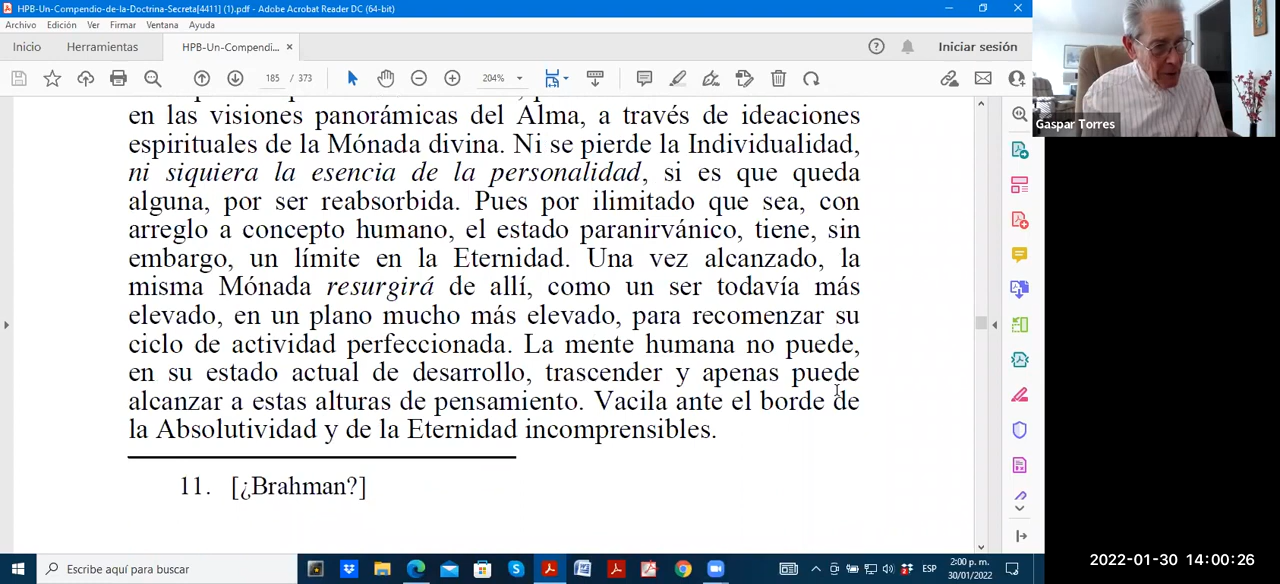 HPB-Un-Compendio-de-la-Doctrina-Secreta[4411] (1).pdf - Adobe Acrobat Reader DC (64-bit)
Archivo Edición Ver Firmar Ventana Ayuda
Inicio Herramientas HPB-Un-Compendi... × Iniciar sesión
185 / 373 204%
en las visiones panorámicas del Alma, a través de ideaciones
espirituales de la Mónada divina. Ni se pierde la Individualidad,
ni siquiera la esencia de la personalidad, si es que queda
alguna, por ser reabsorbida. Pues por ilimitado que sea, con
arreglo a concepto humano, el estado paranirvánico, tiene, sin
embargo, un límite en la Eternidad. Una vez alcanzado, la
misma Mónada resurgirá de allí, como un ser todavía más
elevado, en un plano mucho más elevado, para recomenzar su
ciclo de actividad perfeccionada. La mente humana no puede,
en su estado actual de desarrollo, trascender y apenas puede
alcanzar a estas alturas de pensamiento. Vacila ante el borde de
la Absolutividad y de la Eternidad incomprensibles.
11. [¿Brahman?]
Gaspar Torres
Escribe aquí para buscar
ESP
2:00 p. m.
30/01/2022
2022-01-30 14:00:26